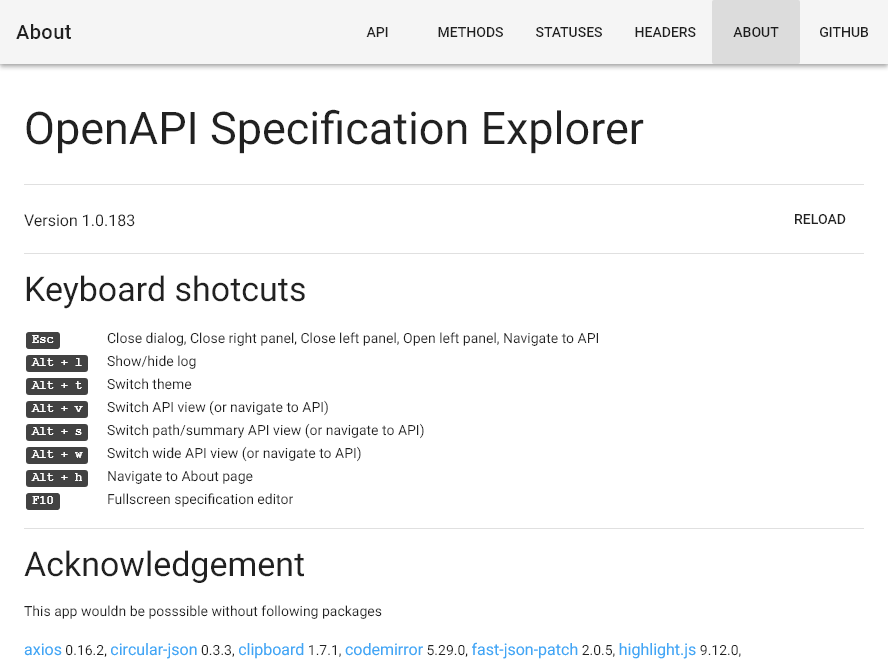 About API METHODS STATUSES HEADERS ABOUT GITHUB
OpenAPI Specification Explorer
Version 1.0.183 RELOAD
Keyboard shotcuts
Esc Close dialog, Close right panel, Close left panel, Open left panel, Navigate to API
Alt + l Show/hide log
Alt + t Switch theme
Alt + v Switch API view (or navigate to API)
Alt + s Switch path/summary API view (or navigate to API)
Alt + w Switch wide API view (or navigate to API)
Alt + h Navigate to About page
F10 Fullscreen specification editor
Acknowledgement
This app wouldn be posssible without following packages
axios 0.16.2, circular-json 0.3.3, clipboard 1.7.1, codemirror 5.29.0, fast-json-patch 2.0.5, highlight.js 9.12.0,